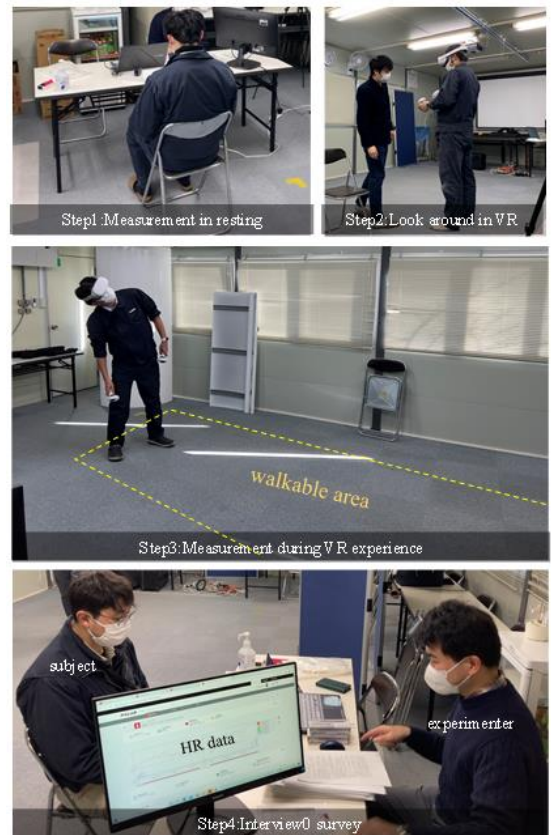 Step1:Measurement in resting
Step2:Look around in VR
walkable area
Step3:Measurement during VR experience
subject
HR data
experimenter
Step4:Interview0 survey